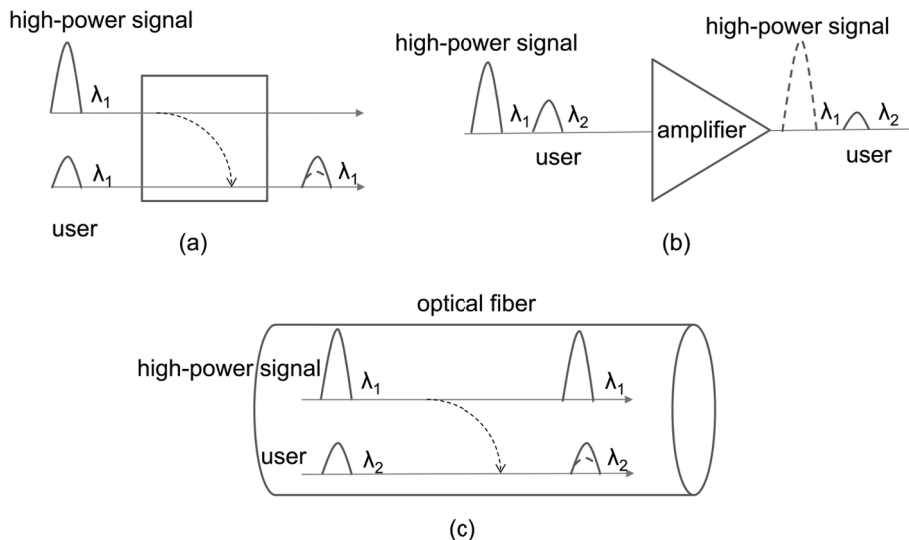 high-power signal
λ1
λ1
λ1
user
(a)
high-power signal
high-power signal
λ1
λ2
amplifier
λ1
λ2
user
user
(b)
optical fiber
high-power signal
λ1
λ1
user
λ2
λ2
(c)